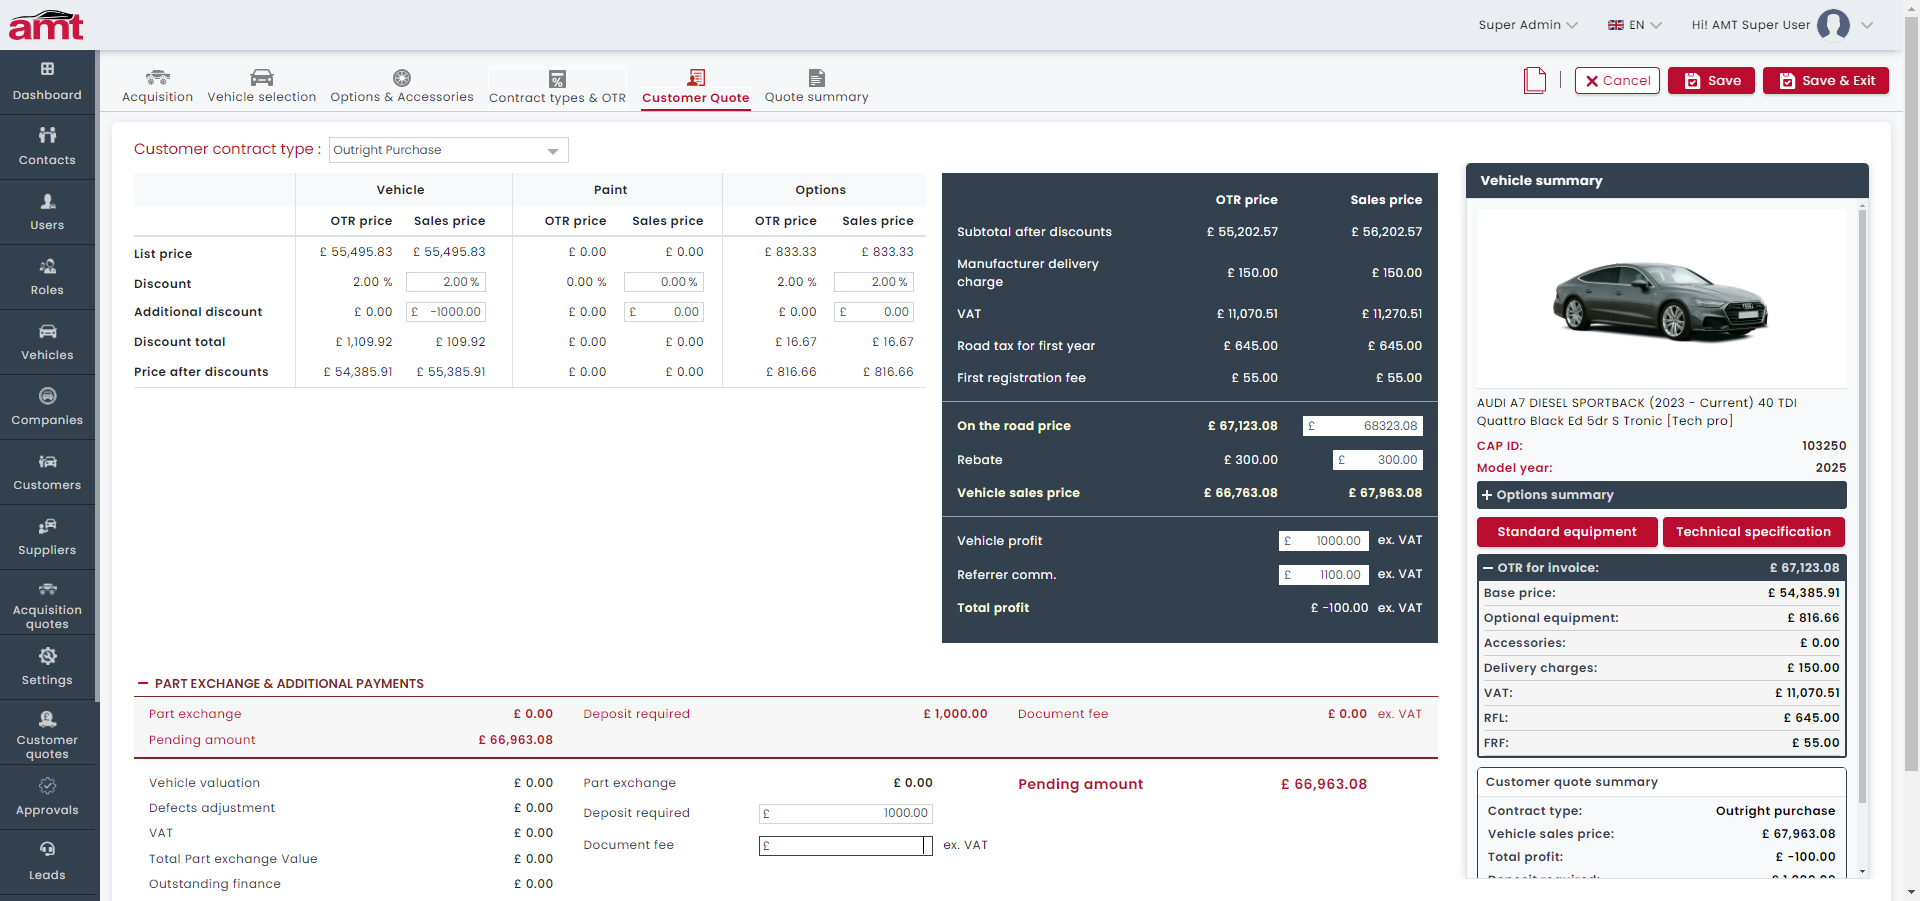 amt
Super Admin
EN
Hi! AMT Super User
Dashboard
Contacts
Users
Roles
Vehicles
Companies
Customers
Suppliers
Acquisition
quotes
Settings
Customer
quotes
Approvals
Leads
Acquisition
Vehicle selection
Options & Accessories
Contract types & OTR
Customer Quote
Quote summary
Cancel
Save
Save & Exit
Customer contract type : Outright Purchase
Vehicle Paint Options
OTR price Sales price OTR price Sales price OTR price Sales price
List price £ 55,495.83 £ 55,495.83 £ 0.00 £ 0.00 £ 833.33 £ 833.33
Discount 2.00 % 2.00 % 0.00 % 0.00 % 2.00 % 2.00 %
Additional discount £ 0.00 £ -1000.00 £ 0.00 £ 0.00 £ 0.00 £ 0.00
Discount total £ 1,109.92 £ 109.92 £ 0.00 £ 0.00 £ 16.67 £ 16.67
Price after discounts £ 54,385.91 £ 55,385.91 £ 0.00 £ 0.00 £ 816.66 £ 816.66
OTR price Sales price
Subtotal after discounts £ 55,202.57 £ 56,202.57
Manufacturer delivery
charge £ 150.00 £ 150.00
VAT £ 11,070.51 £ 11,270.51
Road tax for first year £ 645.00 £ 645.00
First registration fee £ 55.00 £ 55.00
On the road price £ 67,123.08 £ 68323.08
Rebate £ 300.00 £ 300.00
Vehicle sales price £ 66,763.08 £ 67,963.08
Vehicle profit £ 1000.00 ex. VAT
Referrer comm. £ 1100.00 ex. VAT
Total profit £ -100.00 ex. VAT
PART EXCHANGE & ADDITIONAL PAYMENTS
Part exchange £ 0.00 Deposit required £ 1,000.00 Document fee £ 0.00 ex. VAT
Pending amount £ 66,963.08
Vehicle valuation £ 0.00
Defects adjustment £ 0.00
VAT £ 0.00
Total Part exchange Value £ 0.00
Outstanding finance £ 0.00
Part exchange £ 0.00
Deposit required £ 1000.00
Document fee £ ex. VAT
Pending amount £ 66,963.08
Vehicle summary
AUDI A7 DIESEL SPORTBACK (2023 - Current) 40 TDI
Quattro Black Ed 5dr S Tronic [Tech pro]
CAP ID: 103250
Model year: 2025
Options summary
Standard equipment Technical specification
OTR for invoice: £ 67,123.08
Base price: £ 54,385.91
Optional equipment: £ 816.66
Accessories: £ 0.00
Delivery charges: £ 150.00
VAT: £ 11,070.51
RFL: £ 645.00
FRF: £ 55.00
Customer quote summary
Contract type: Outright purchase
Vehicle sales price: £ 67,963.08
Total profit: £ -100.00